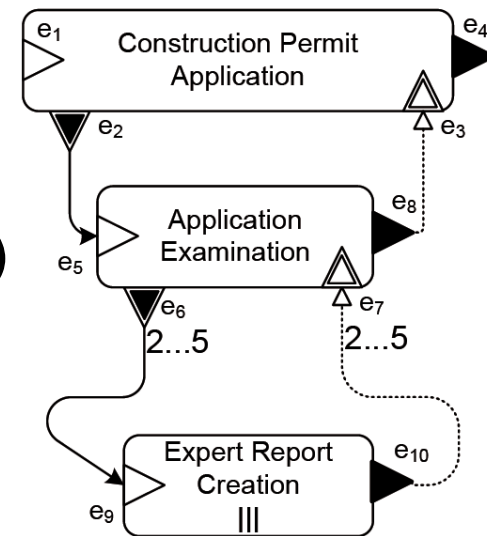 e1
Construction Permit
Application
e4
e2
e3
Application
Examination
e8
e5
e6
e7
2...5
2...5
Expert Report
Creation
e10
e9